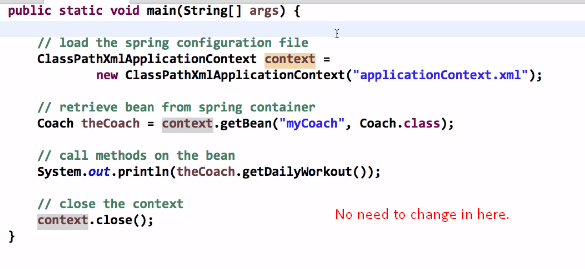 public static void main(String[] args) {
// load the spring configuration file
ClassPathXmlApplicationContext context =
new ClassPathXmlApplicationContext("applicationContext.xml");
// retrieve bean from spring container
Coach theCoach = context.getBean("myCoach", Coach.class);
// call methods on the bean
System.out.println(theCoach.getDailyWorkout());
// close the context
context.close();
No need to change in here.
}